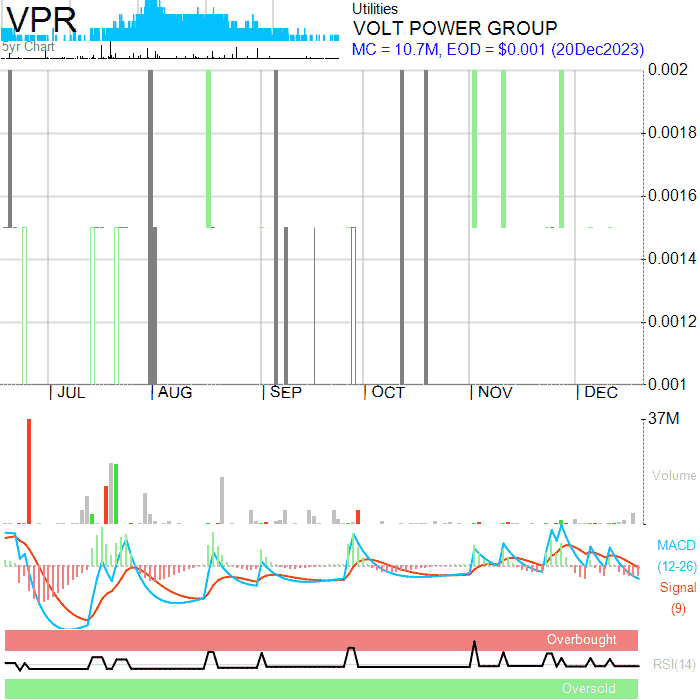 VPR
5yr Chart
Utilities
VOLT POWER GROUP
MC = 10.7M, EOD = $0.001 (20Dec2023)
0.002
0.0018
0.0016
0.0014
0.0012
0.001
JUL AUG SEP OCT NOV DEC
37M
Volume
MACD
(12-26)
Signal
(9)
Overbought
RSI(14)
Oversold